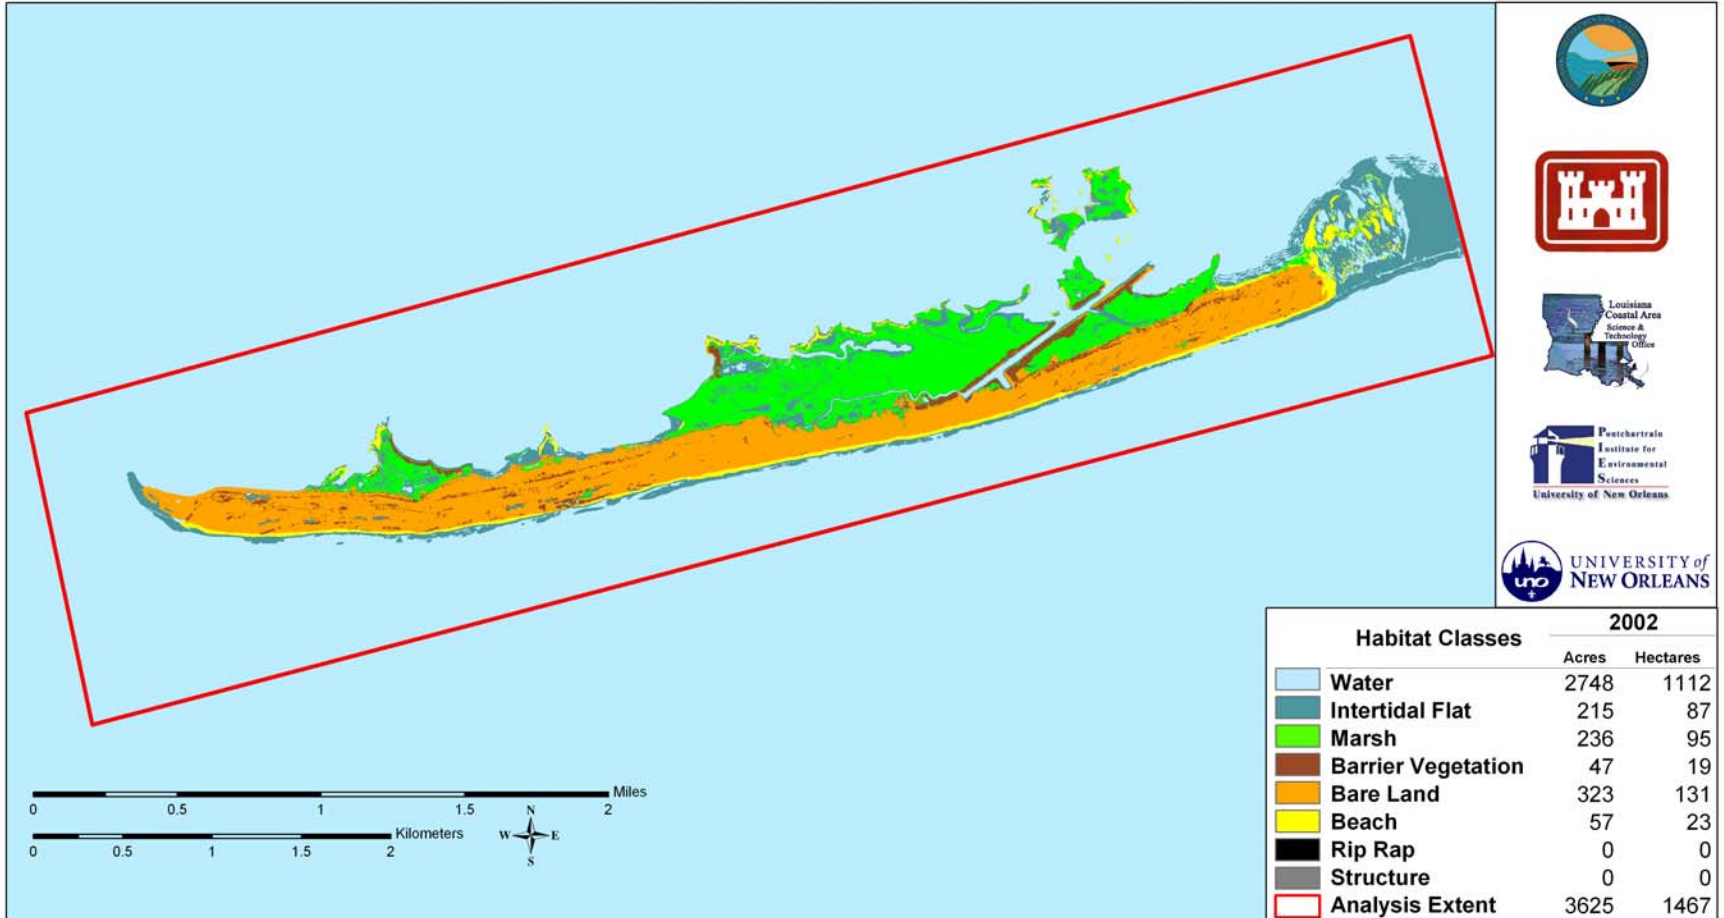 Louisiana
Coastal Area
Science &
Technology
Office
Pontchartrain
Institute for
Environmental
Sciences
University of New Orleans
uno
UNIVERSITY of
NEW ORLEANS
Habitat Classes 2002
Acres Hectares
Water 2748 1112
Intertidal Flat 215 87
Marsh 236 95
Barrier Vegetation 47 19
Bare Land 323 131
Beach 57 23
Rip Rap 0 0
Structure 0 0
Analysis Extent 3625 1467
Miles
0 0.5 1 1.5 2
Kilometers
0 0.5 1 1.5 2
N
W E
S